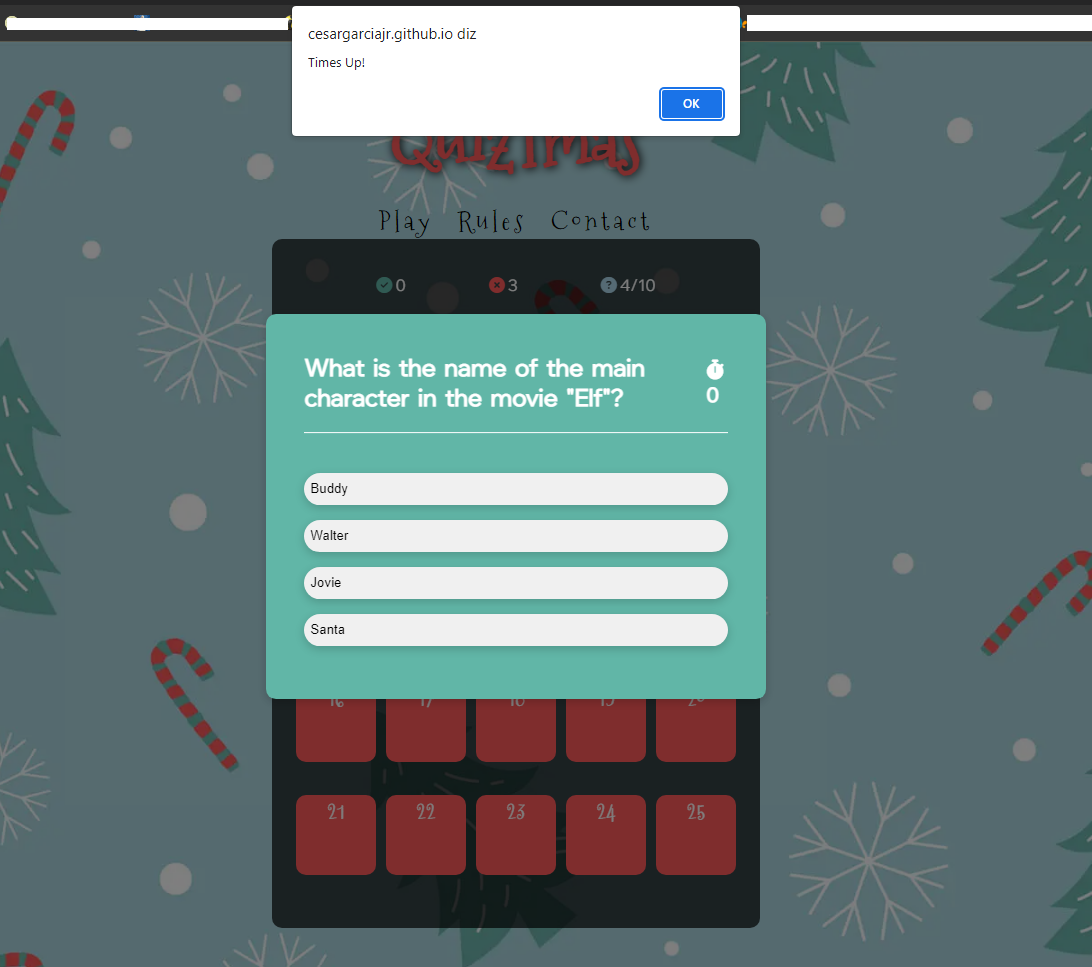 cesargarciajr.github.io diz
Times Up!
OK
Quiztmas
Play Rules Contact
0 3 4/10
What is the name of the main
character in the movie "Elf"?
0
Buddy
Walter
Jovie
Santa
16 17 18 19 20
21 22 23 24 25